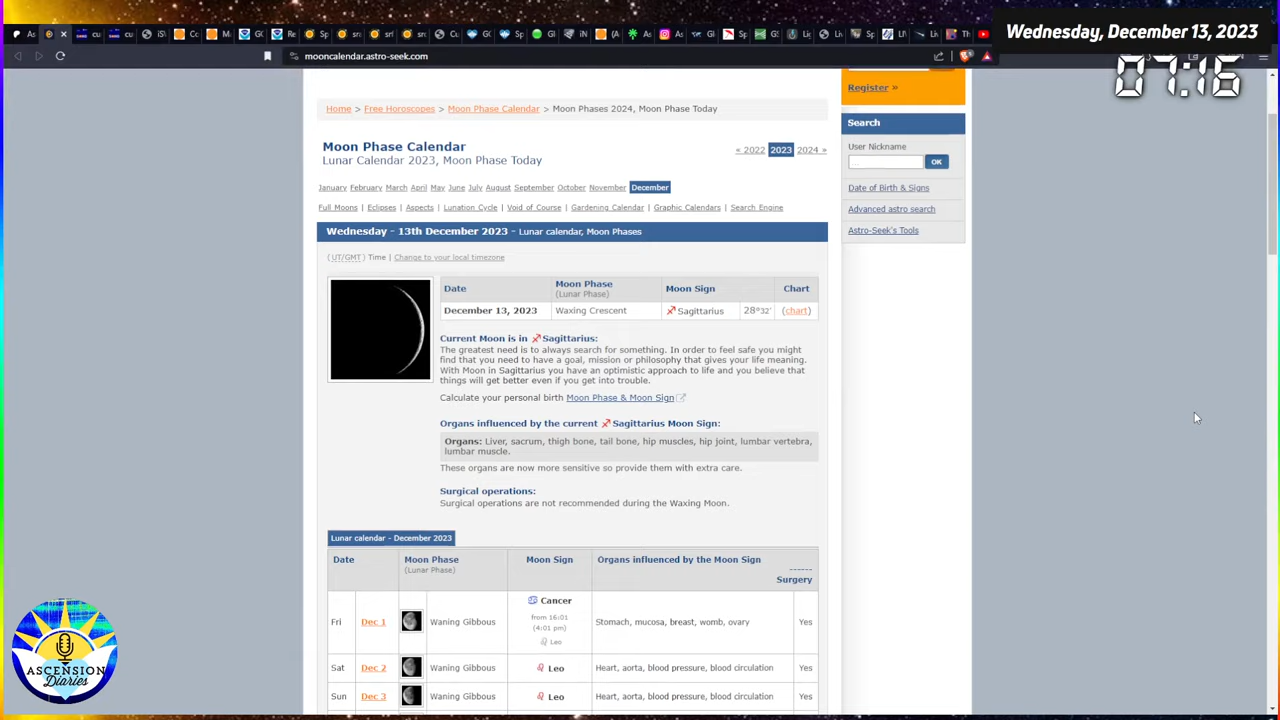 Wednesday, December 13, 2023
07:16
mooncalendar.astro-seek.com
Register »
Home > Free Horoscopes > Moon Phase Calendar > Moon Phases 2024, Moon Phase Today
Search
Moon Phase Calendar
Lunar Calendar 2023, Moon Phase Today
« 2022 2023 2024 »
User Nickname
... OK
January February March April May June July August September October November December
Date of Birth & Signs
Full Moons | Eclipses | Aspects | Lunation Cycle | Void of Course | Gardening Calendar | Graphic Calendars | Search Engine
Advanced astro search
Astro-Seek's Tools
Wednesday - 13th December 2023 - Lunar calendar, Moon Phases
(UT/GMT) Time | Change to your local timezone
Date Moon Phase (Lunar Phase) Moon Sign Chart
December 13, 2023 Waxing Crescent ♐ Sagittarius 28°32' (chart)
Current Moon is in ♐ Sagittarius:
The greatest need is to always search for something. In order to feel safe you might
find that you need to have a goal, mission or philosophy that gives your life meaning.
With Moon in Sagittarius you have an optimistic approach to life and you believe that
things will get better even if you get into trouble.
Calculate your personal birth Moon Phase & Moon Sign
Organs influenced by the current ♐ Sagittarius Moon Sign:
Organs: Liver, sacrum, thigh bone, tail bone, hip muscles, hip joint, lumbar vertebra,
lumbar muscle.
These organs are now more sensitive so provide them with extra care.
Surgical operations:
Surgical operations are not recommended during the Waxing Moon.
Lunar calendar - December 2023
Date Moon Phase (Lunar Phase) Moon Sign Organs influenced by the Moon Sign ------ Surgery
Fri Dec 1 Waning Gibbous ♋ Cancer from 16:01 (4:01 pm) ♌ Leo Stomach, mucosa, breast, womb, ovary Yes
Sat Dec 2 Waning Gibbous ♌ Leo Heart, aorta, blood pressure, blood circulation Yes
Sun Dec 3 Waning Gibbous ♌ Leo Heart, aorta, blood pressure, blood circulation Yes
ASCENSION
DIARIES